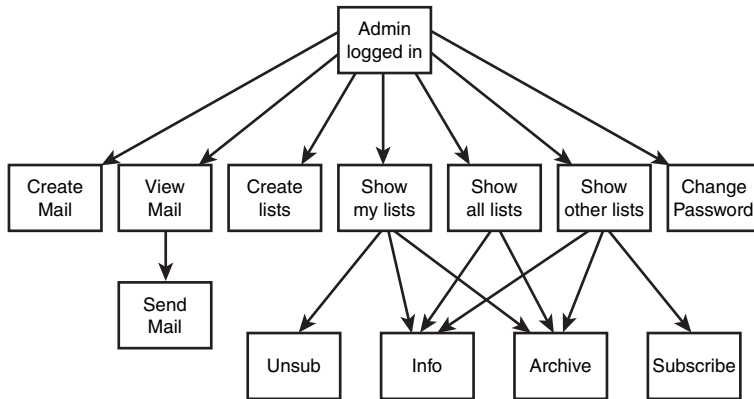 Admin
logged in
Create
Mail
View
Mail
Create
lists
Show
my lists
Show
all lists
Show
other lists
Change
Password
Send
Mail
Unsub
Info
Archive
Subscribe